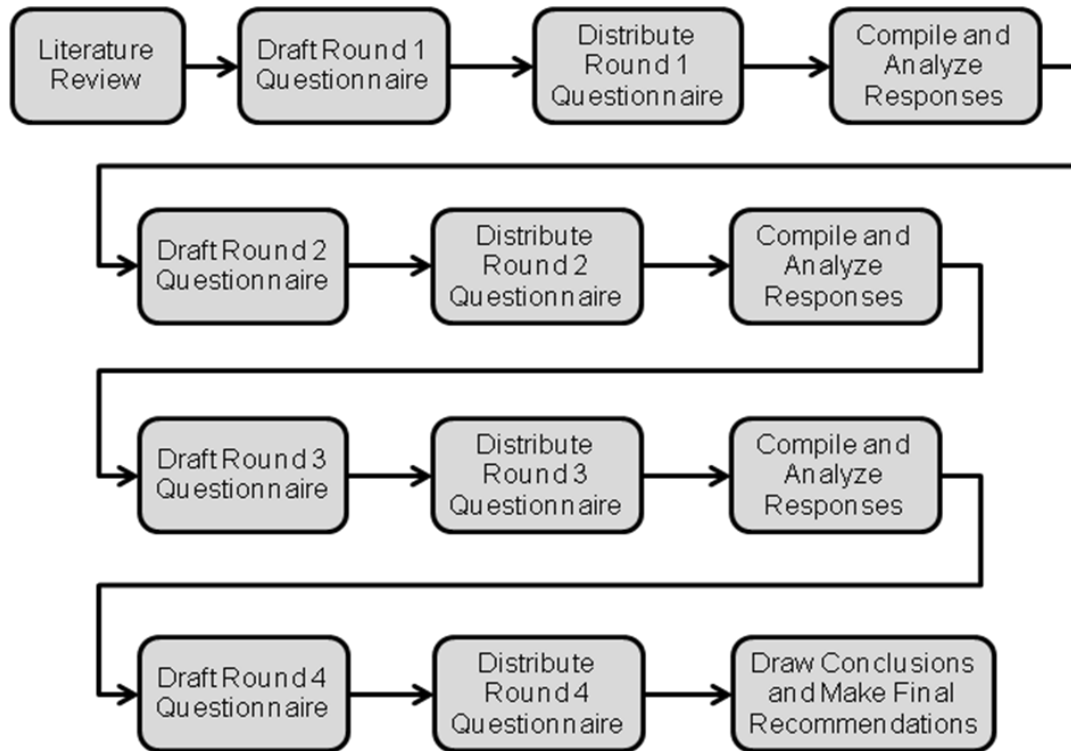 Literature
Review
Draft Round 1
Questionnaire
Distribute
Round 1
Questionnaire
Compile and
Analyze
Responses
Draft Round 2
Questionnaire
Distribute
Round 2
Questionnaire
Compile and
Analyze
Responses
Draft Round 3
Questionnaire
Distribute
Round 3
Questionnaire
Compile and
Analyze
Responses
Draft Round 4
Questionnaire
Distribute
Round 4
Questionnaire
Draw Conclusions
and Make Final
Recommendations